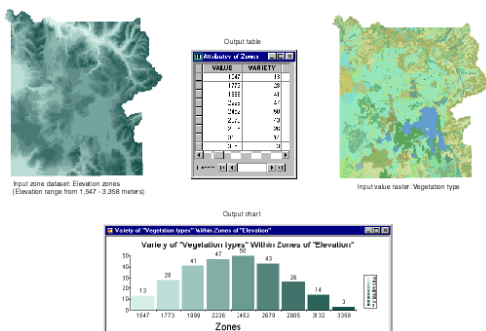 Output table
Attributes of Zones
VALUE VARIETY
1547 13
1773 28
1999 41
2226 47
2452 50
43
26
14
3
Input zone dataset: Elevation zones
(Elevation range from 1,547 - 3,358 meters)
Input value raster: Vegetation type
Output chart
Variety of "Vegetation types" Within Zones of "Elevation"
Variety of "Vegetation types" Within Zones of "Elevation"
50
40
30
20
10
0
13 28 41 47 50 43 26 14 3
1547 1773 1999 2226 2452 2679 2905 3132 3358
Zones